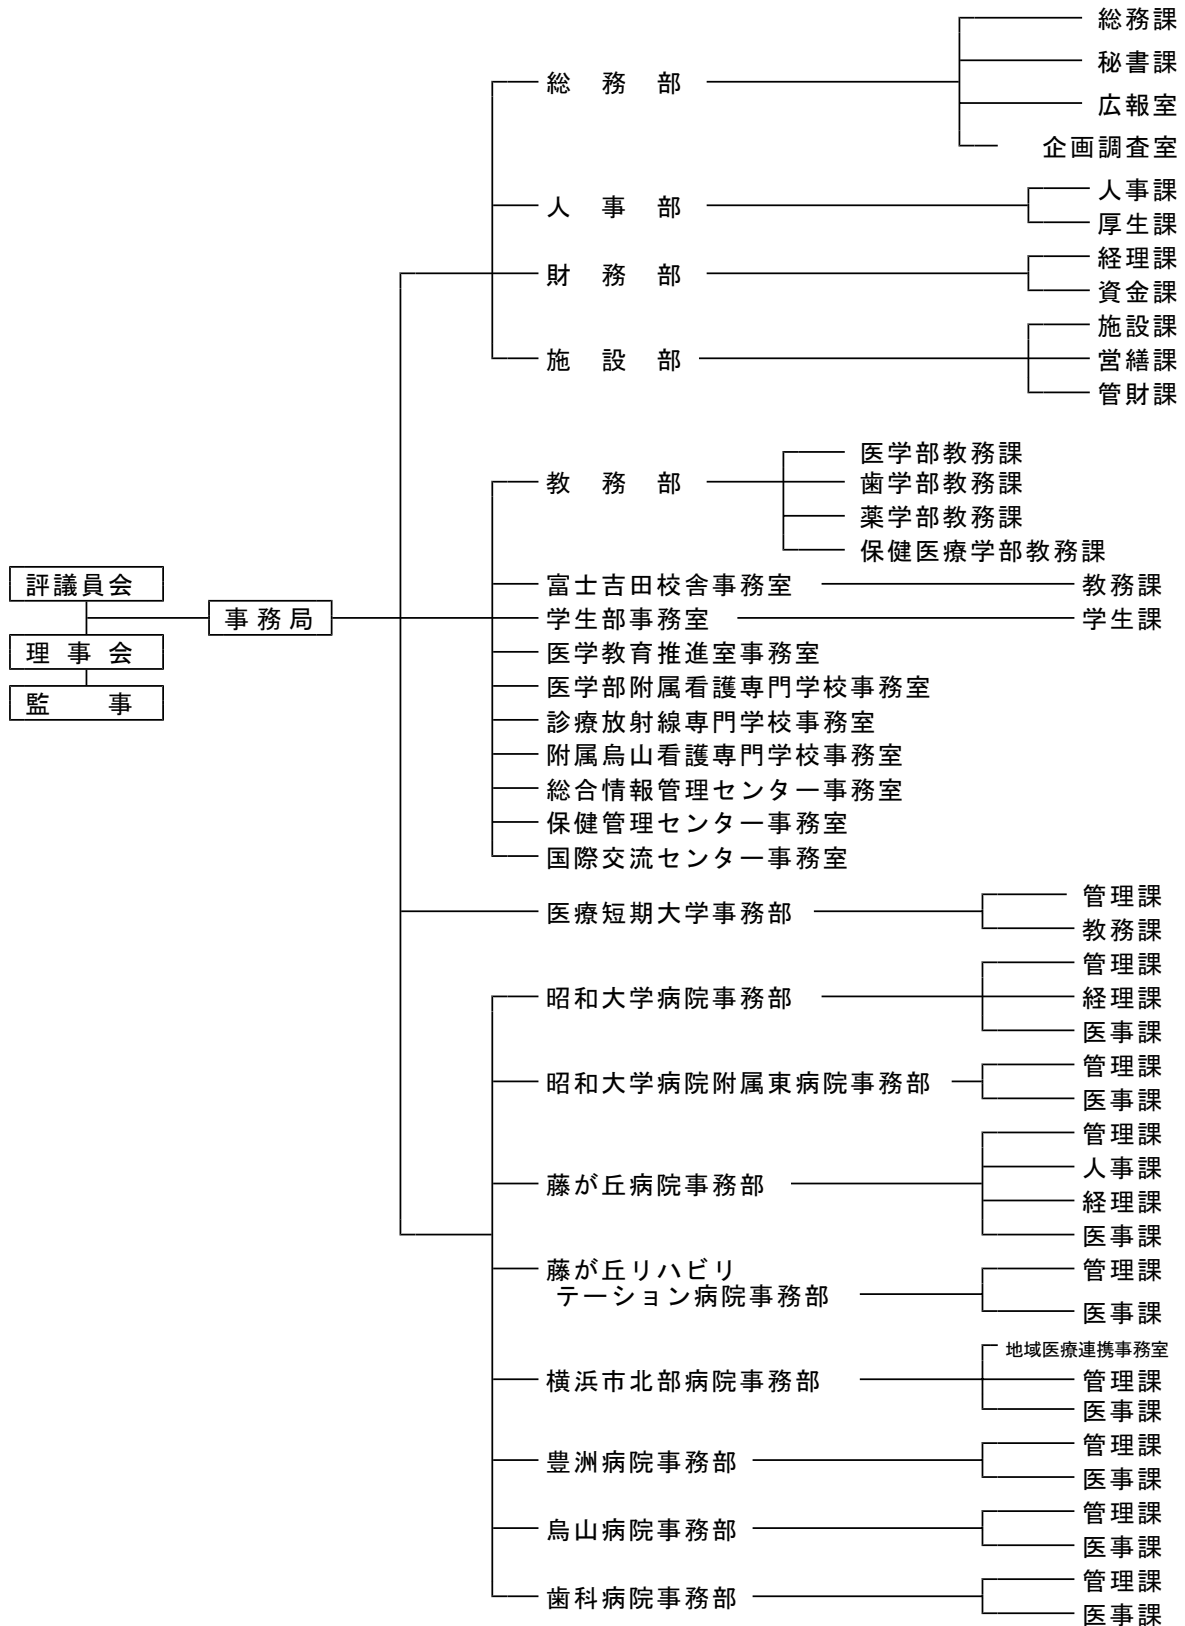 総務課
秘書課
総務部
広報室
企画調査室
人事課
人事部
厚生課
経理課
財務部
資金課
施設課
施設部
営繕課
管財課
医学部教務課
教務部
歯学部教務課
薬学部教務課
保健医療学部教務課
評議員会
富士吉田校舎事務室
教務課
事務局
学生部事務室
学生課
理事会
医学教育推進室事務室
医学部附属看護専門学校事務室
監事
診療放射線専門学校事務室
附属烏山看護専門学校事務室
総合情報管理センター事務室
保健管理センター事務室
国際交流センター事務室
管理課
医療短期大学事務部
教務課
管理課
昭和大学病院事務部
経理課
医事課
管理課
昭和大学病院附属東病院事務部
医事課
管理課
人事課
藤が丘病院事務部
経理課
医事課
藤が丘リハビリ
テーション病院事務部
管理課
医事課
地域医療連携事務室
横浜市北部病院事務部
管理課
医事課
管理課
豊洲病院事務部
医事課
管理課
烏山病院事務部
医事課
管理課
歯科病院事務部
医事課